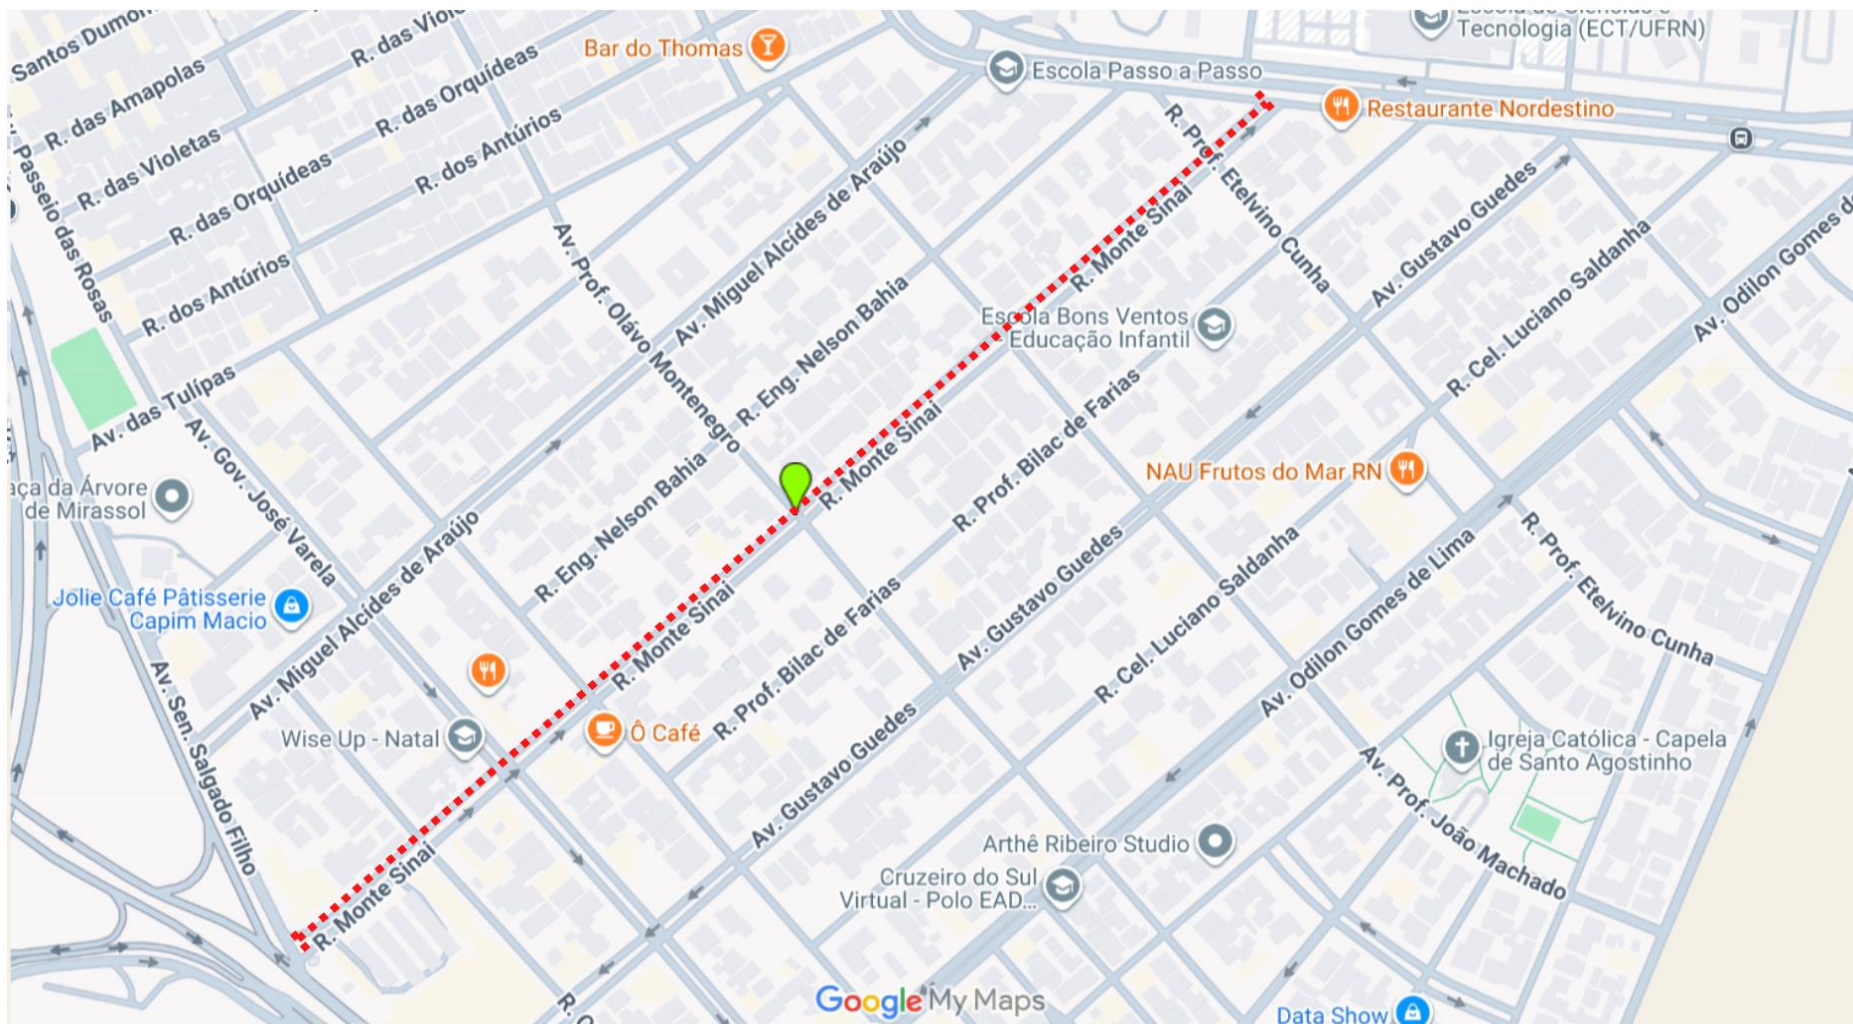 Santos Dumon
R. das Amapolas
R. das Violetas
R. das Orquídeas
R. dos Antúrios
R. das Viol
R. das Orquídeas
R. dos Antúrios
Passeio das Rosas
Av. das Tulípas
Bar do Thomas
Escola Passo a Passo
Tecnologia (ECT/UFRN)
Restaurante Nordestino
R. Prof. Etelvino Cunha
Av. Miguel Alcídes de Araújo
Av. Prof. Olávo Montenegro
R. Eng. Nelson Bahia
R. Monte Sinai
Av. Gustavo Guedes
R. Cel. Luciano Saldanha
Av. Odilon Gomes de
Escola Bons Ventos
Educação Infantil
R. Prof. Bilac de Farias
R. Monte Sinai
NAU Frutos do Mar RN
aça da Árvore
de Mirassol
Av. Gov. José Varela
Av. Miguel Alcídes de Araújo
R. Eng. Nelson Bahia
Jolie Café Pâtisserie
Capim Macio
R. Monte Sinai
R. Prof. Bilac de Farias
Av. Gustavo Guedes
R. Cel. Luciano Saldanha
Av. Odilon Gomes de Lima
R. Prof. Etelvino Cunha
Av. Sen. Salgado Filho
Wise Up - Natal
Ô Café
Av. Gustavo Guedes
Igreja Católica - Capela
de Santo Agostinho
Av. Prof. João Machado
Arthê Ribeiro Studio
Cruzeiro do Sul
Virtual - Polo EAD...
R. Monte Sinai
Google My Maps
Data Show